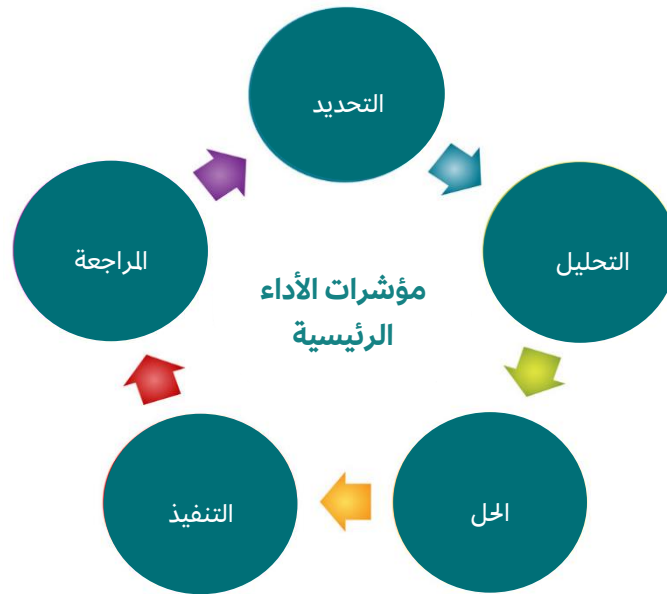 التحديد
التحليل
الحل
التنفيذ
المراجعة
مؤشرات الأداء
الرئيسية